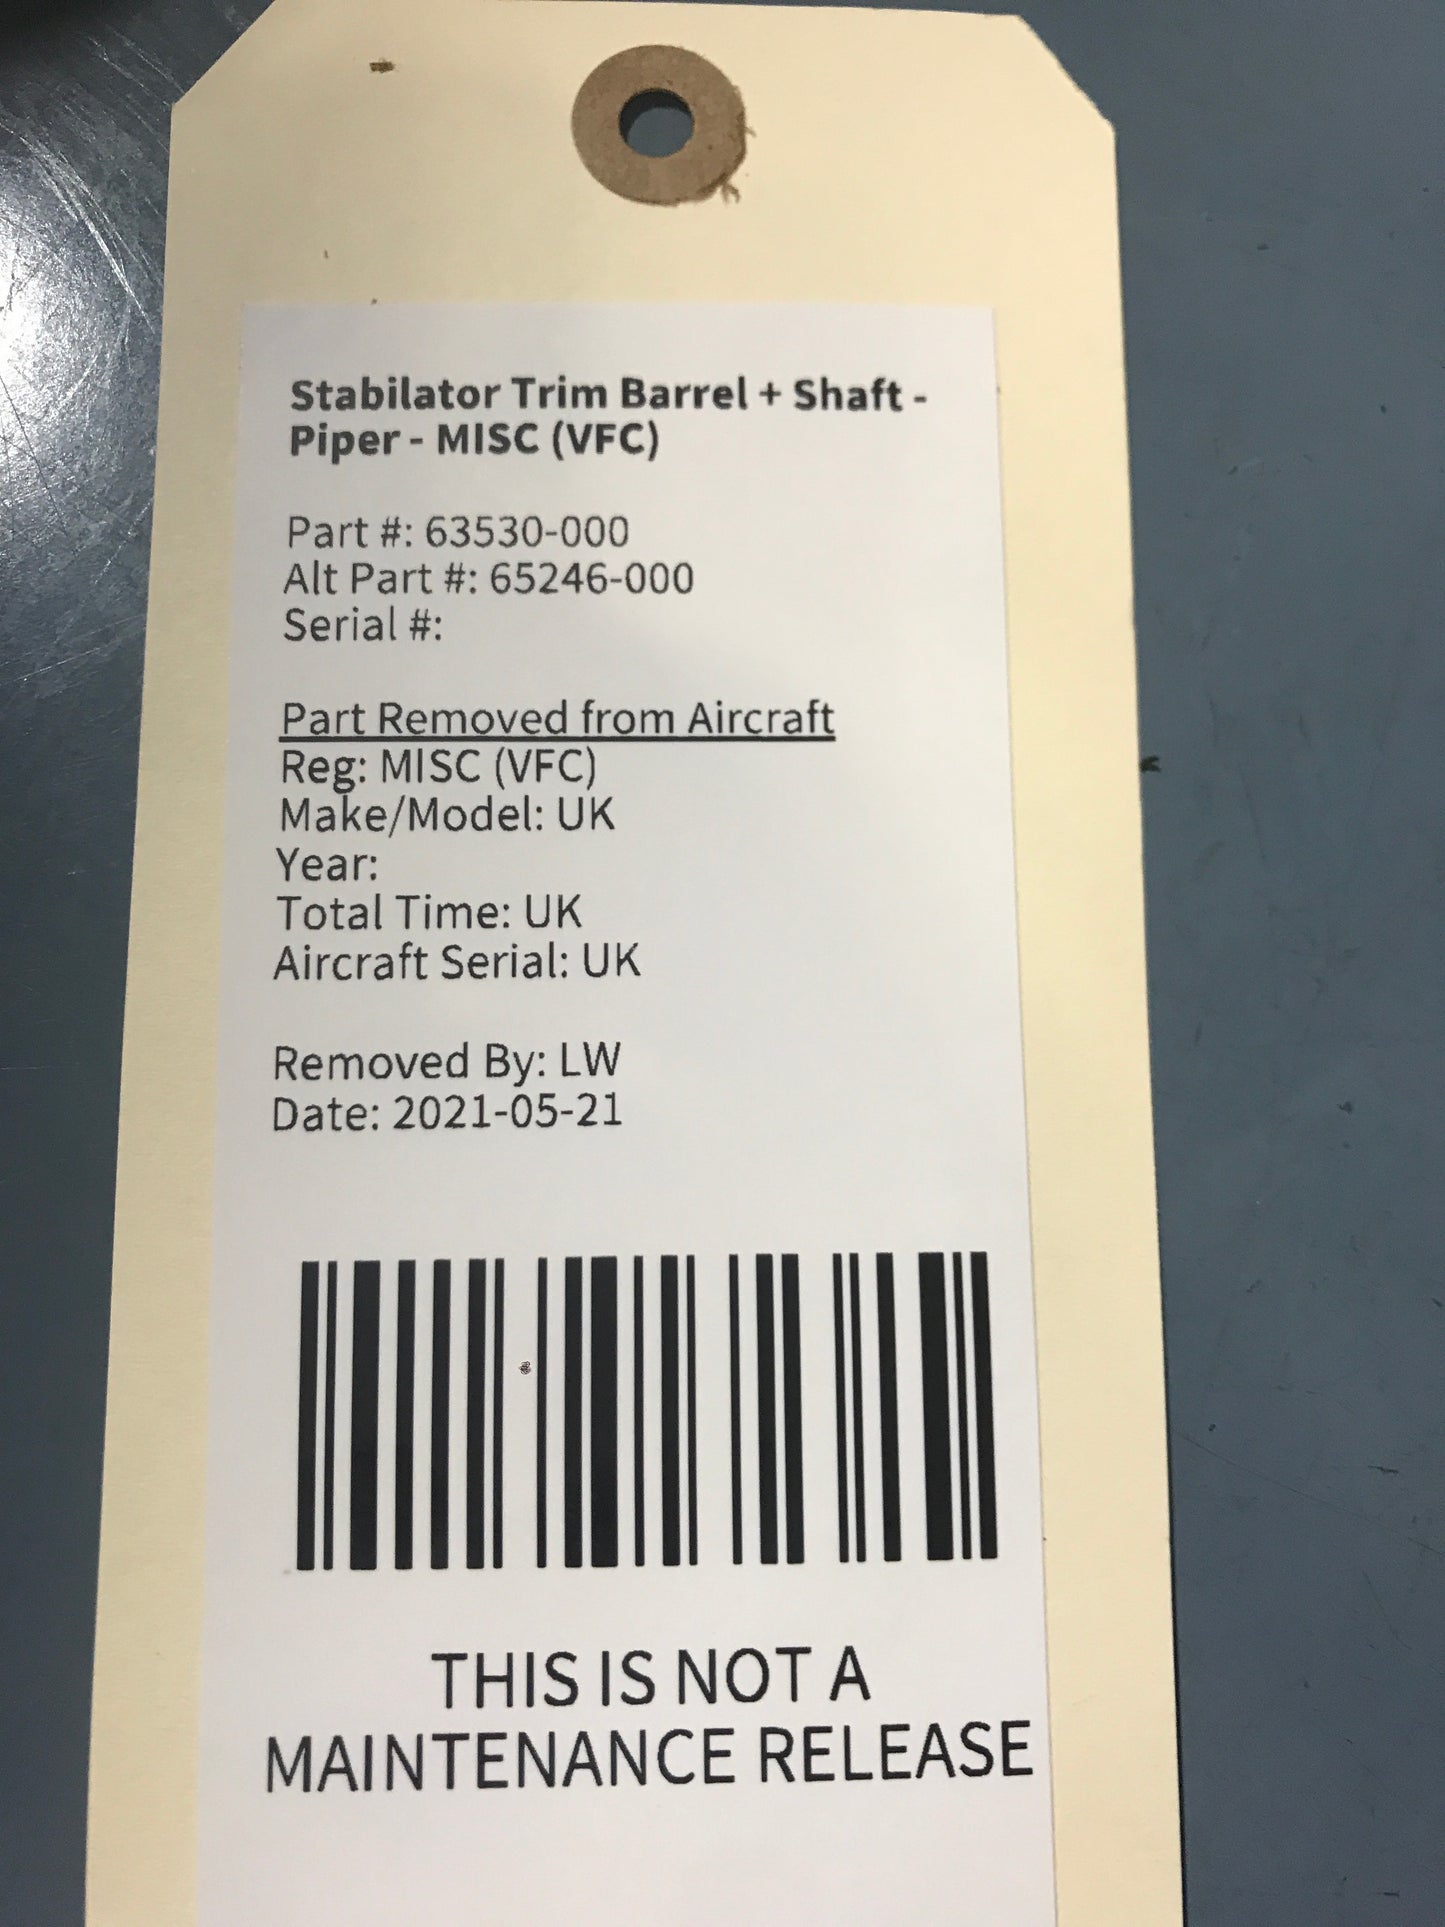 Stabilator Trim Barrel + Shaft -
Piper - MISC (VFC)
Part #: 63530-000
Alt Part #: 65246-000
Serial #:
Part Removed from Aircraft
Reg: MISC (VFC)
Make/Model: UK
Year:
Total Time: UK
Aircraft Serial: UK
Removed By: LW
Date: 2021-05-21
THIS IS NOT A
MAINTENANCE RELEASE